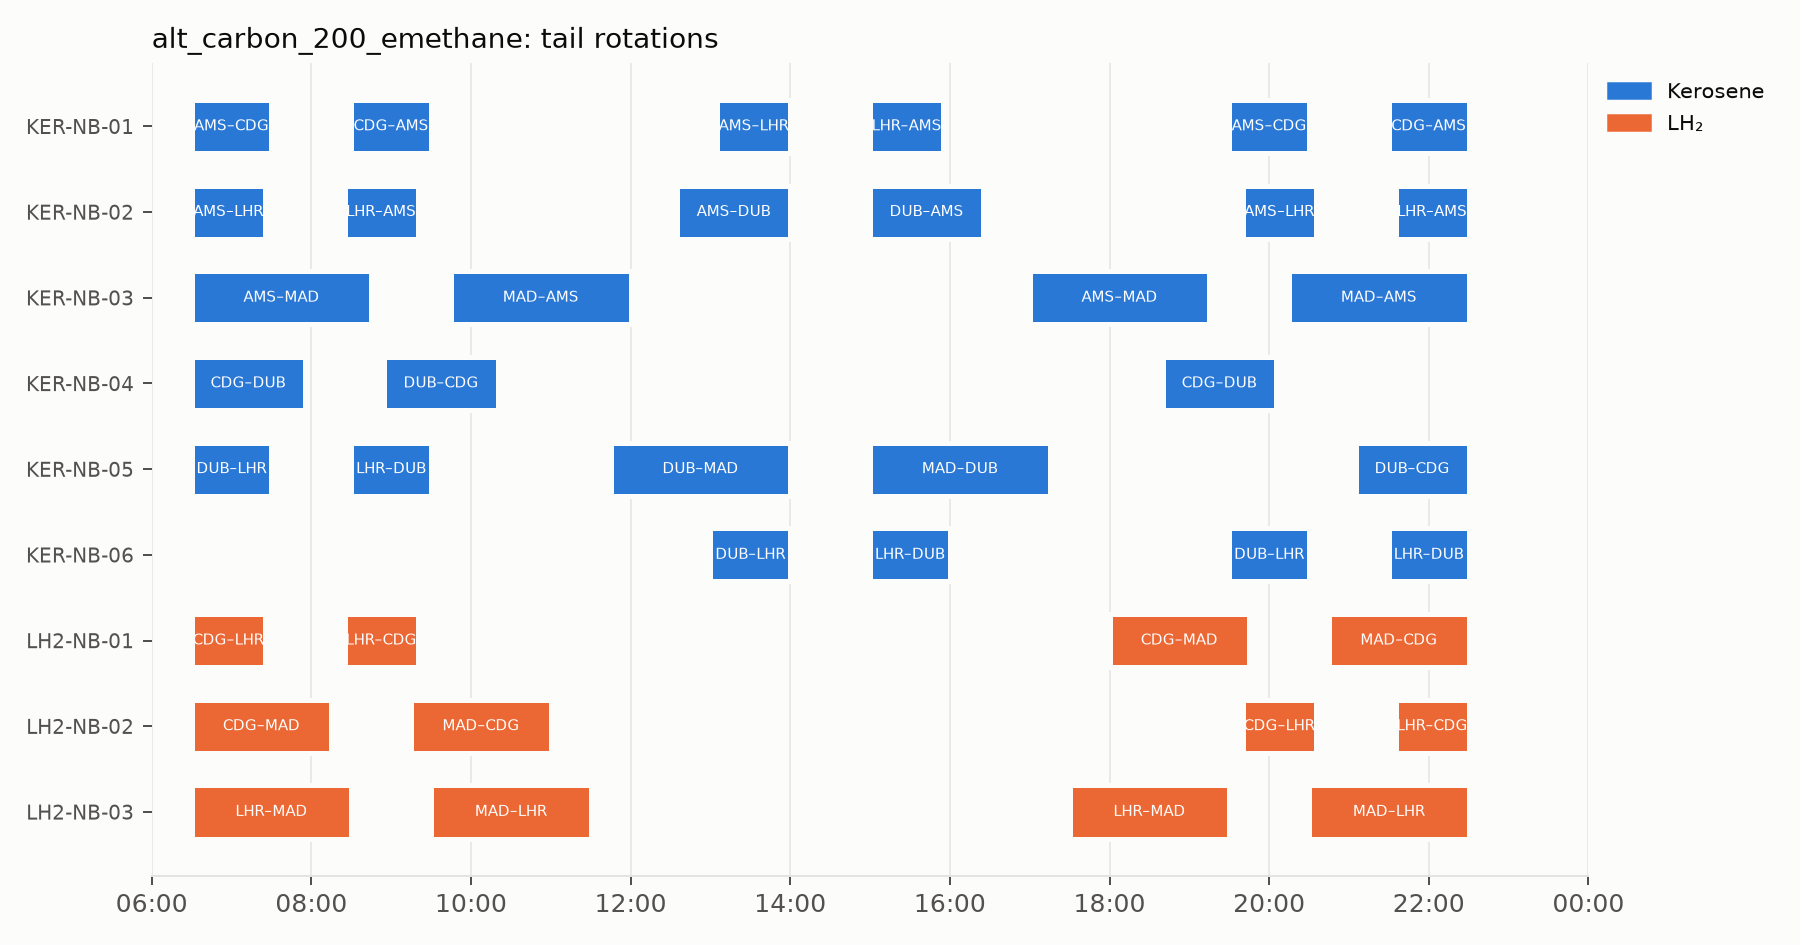 alt_carbon_200_emethane: tail rotations
Kerosene
LH₂
KER-NB-01 AMS–CDG CDG–AMS AMS–LHR LHR–AMS AMS–CDG CDG–AMS
KER-NB-02 AMS–LHR LHR–AMS AMS–DUB DUB–AMS AMS–LHR LHR–AMS
KER-NB-03 AMS–MAD MAD–AMS AMS–MAD MAD–AMS
KER-NB-04 CDG–DUB DUB–CDG CDG–DUB
KER-NB-05 DUB–LHR LHR–DUB DUB–MAD MAD–DUB DUB–CDG
KER-NB-06 DUB–LHR LHR–DUB DUB–LHR LHR–DUB
LH2-NB-01 CDG–LHR LHR–CDG CDG–MAD MAD–CDG
LH2-NB-02 CDG–MAD MAD–CDG CDG–LHR LHR–CDG
LH2-NB-03 LHR–MAD MAD–LHR LHR–MAD MAD–LHR
06:00 08:00 10:00 12:00 14:00 16:00 18:00 20:00 22:00 00:00